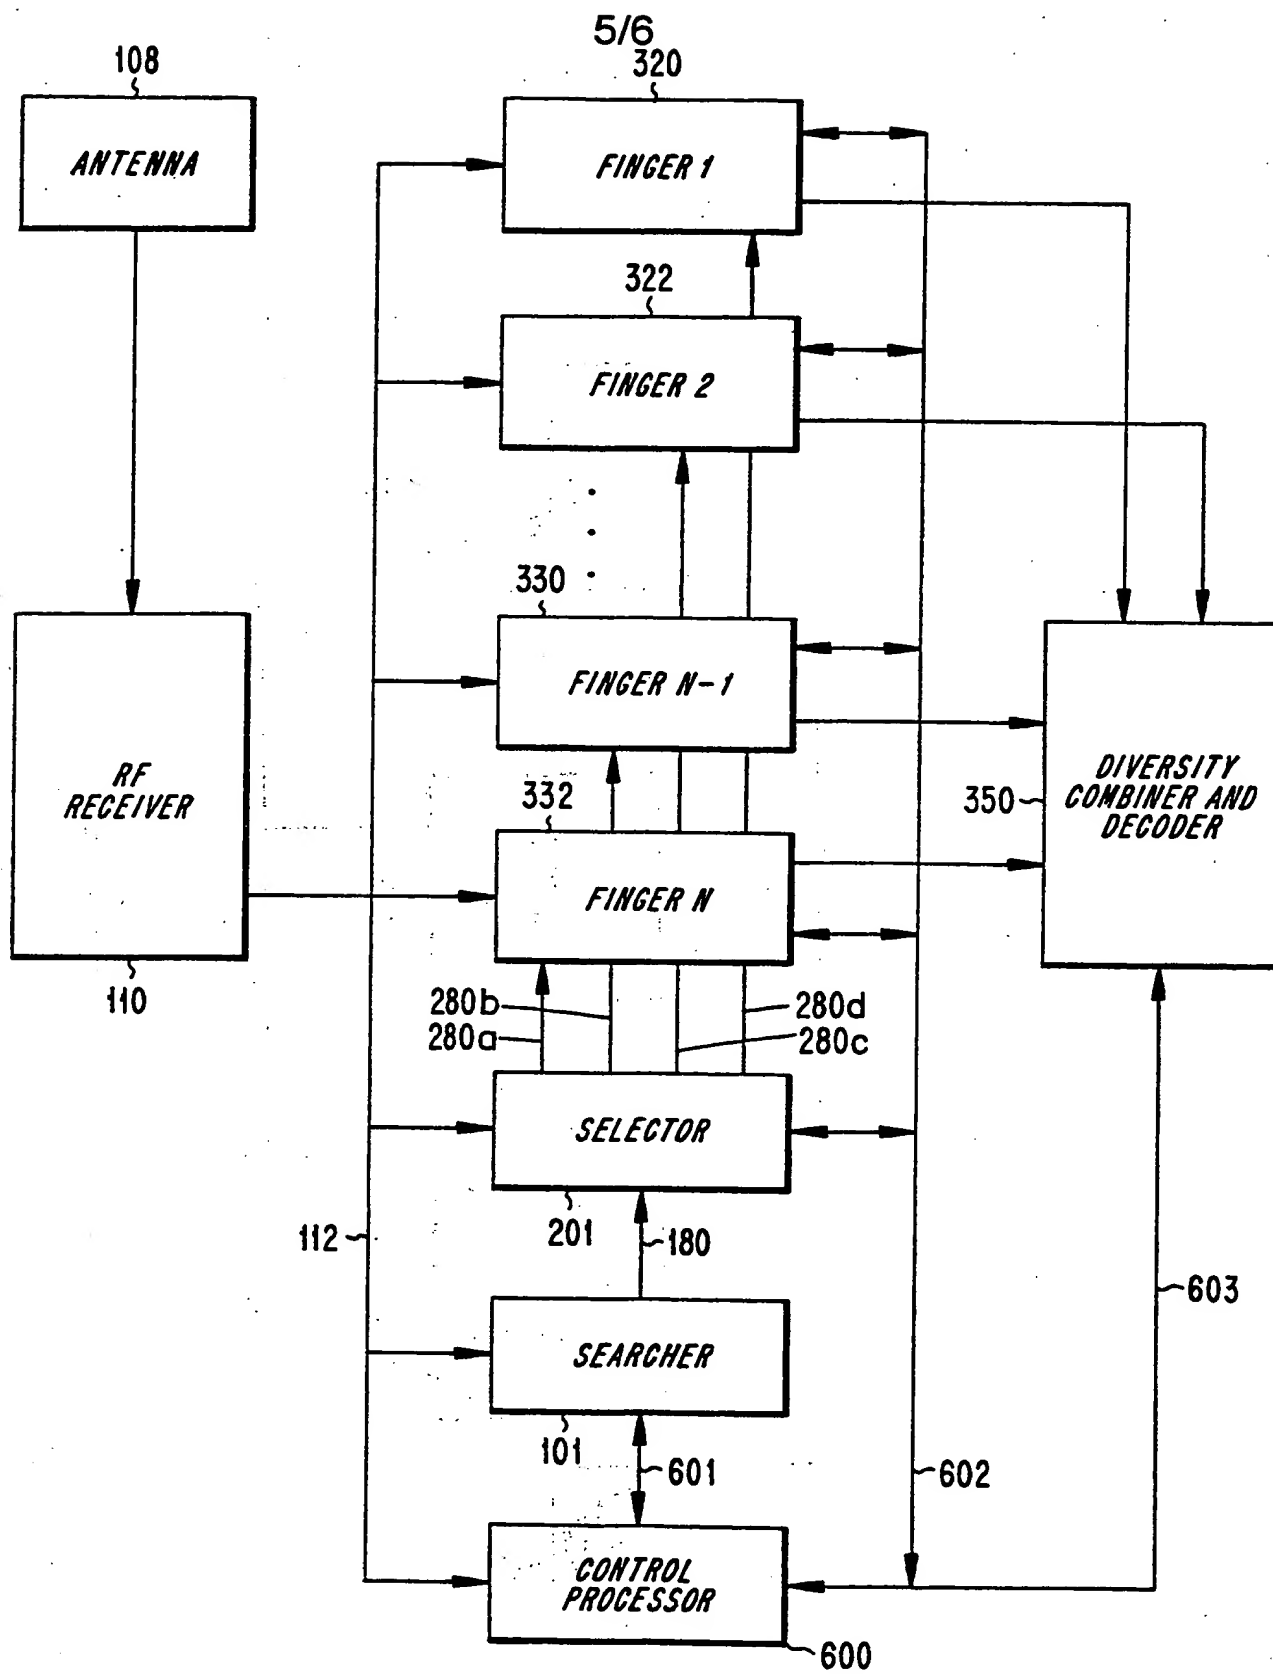 5/6
108
320
ANTENNA
FINGER 1
322
FINGER 2
330
FINGER N-1
RF
RECEIVER
332
350
DIVERSITY
COMBINER AND
DECODER
FINGER N
110
280b
280d
280a
280c
SELECTOR
201
180
112
603
SEARCHER
101
601
602
CONTROL
PROCESSOR
600